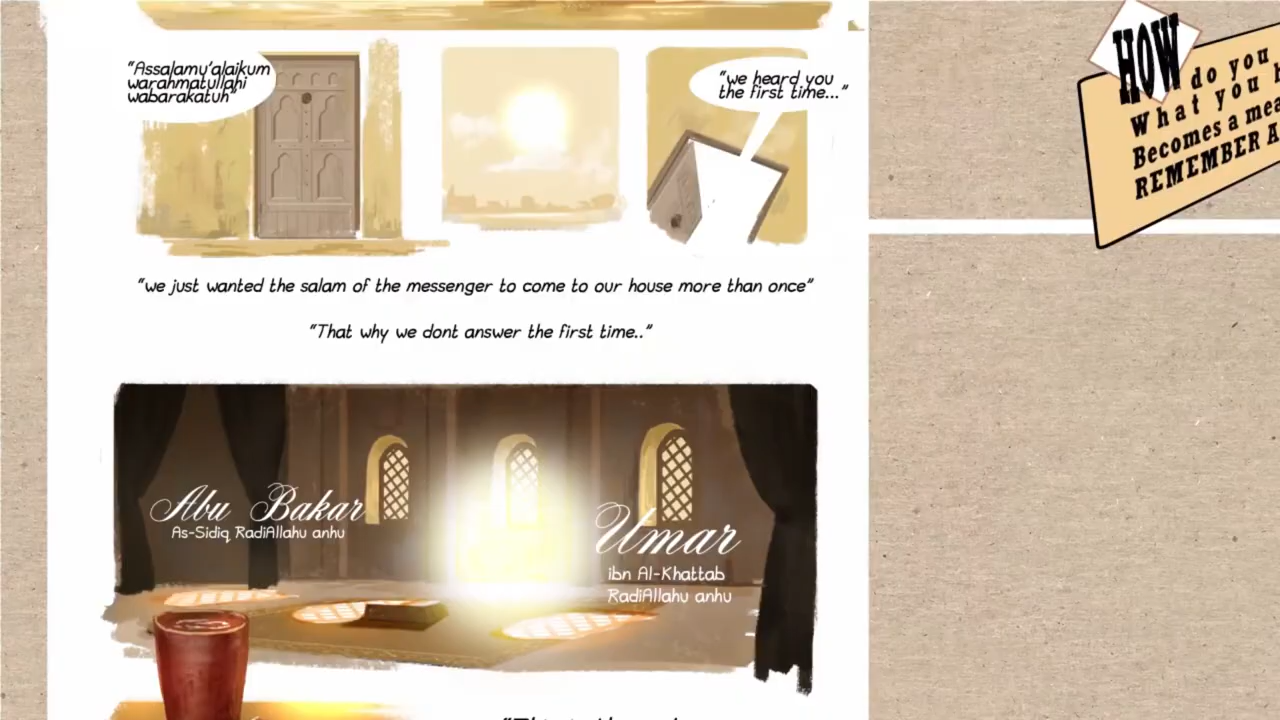 "Assalamu'alaikum
warahmatullahi
wabarakatuh"
"we heard you
the first time..."
"we just wanted the salam of the messenger to come to our house more than once"
"That why we dont answer the first time.."
Abu Bakar
As-Sidiq RadiAllahu anhu
Umar
ibn Al-Khattab
RadiAllahu anhu
HOW do you
What you
Becomes a
REMEMBER